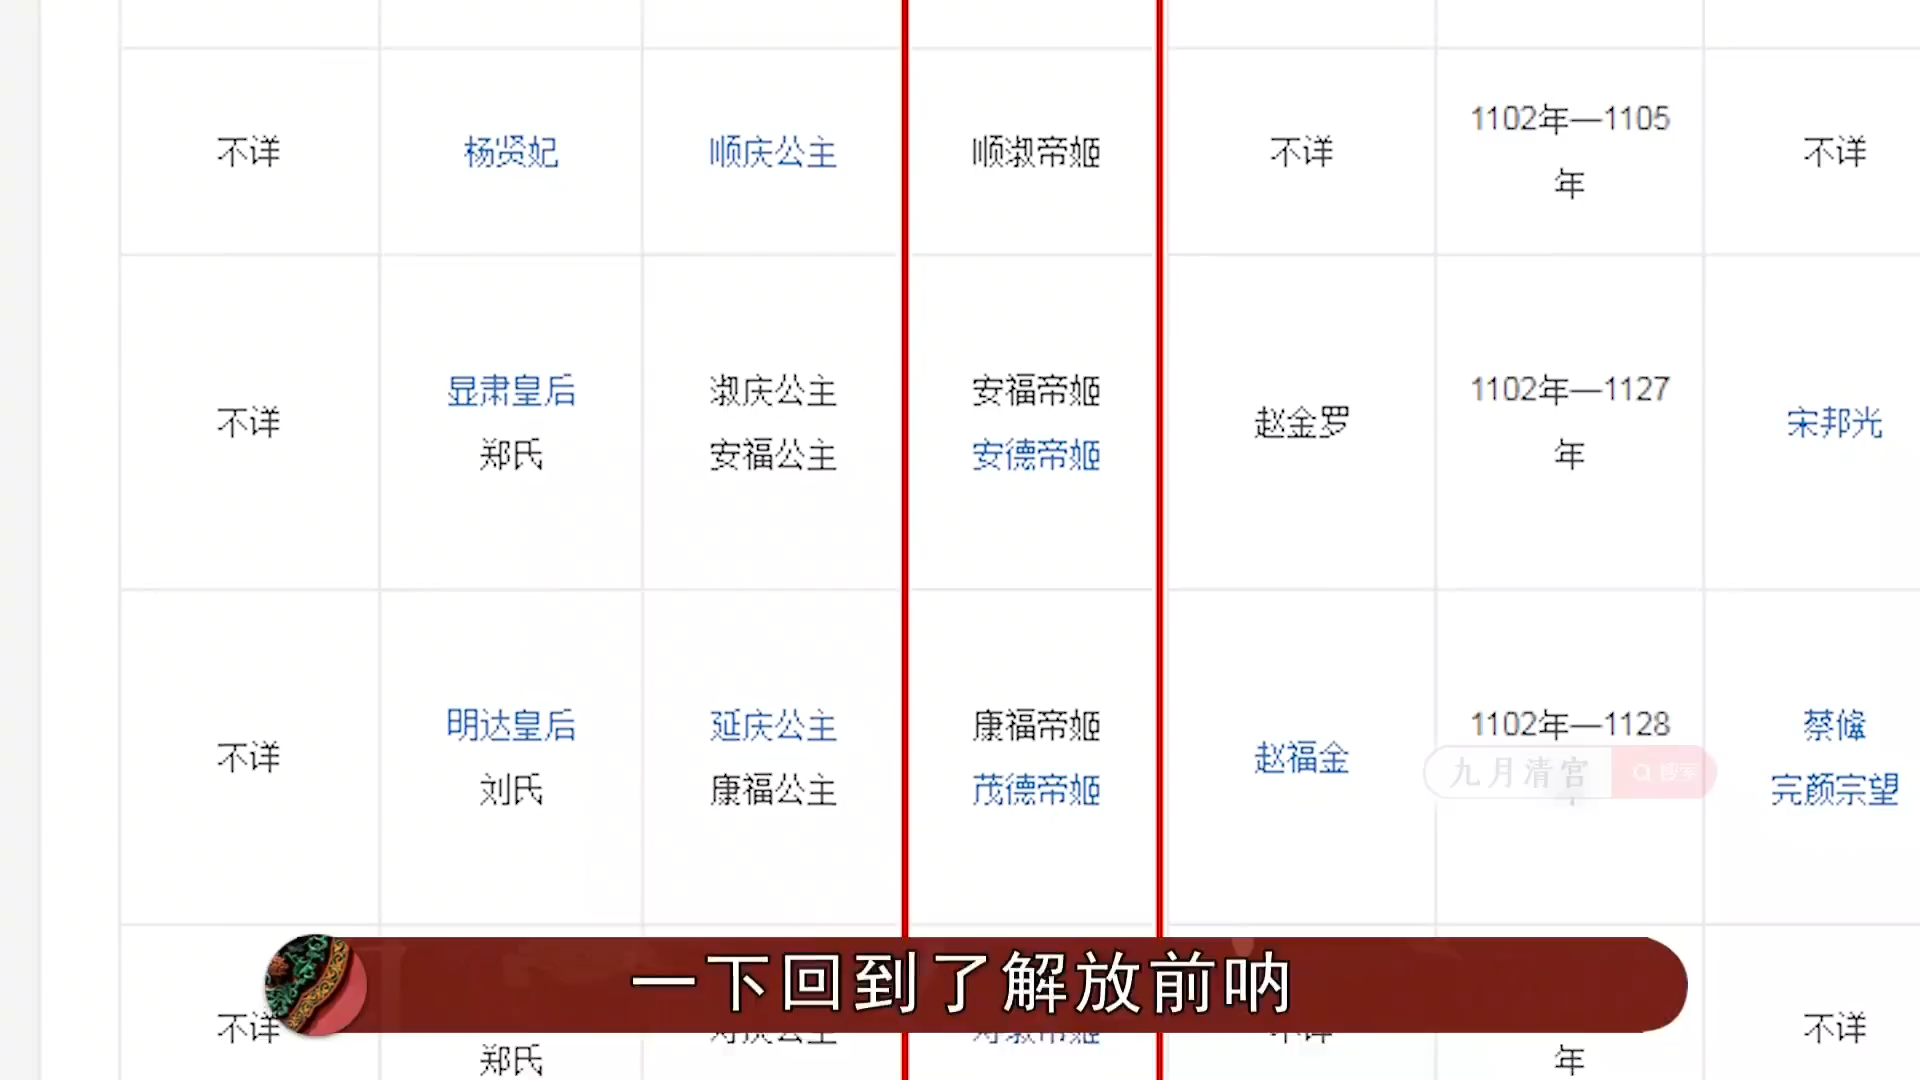 不详
杨贤妃
顺庆公主
顺淑帝姬
不详
1102年—1105
年
不详
不详
显肃皇后
郑氏
淑庆公主
安福公主
安福帝姬
安德帝姬
赵金罗
1102年—1127
年
宋邦光
不详
明达皇后
刘氏
延庆公主
康福公主
康福帝姬
茂德帝姬
赵福金
1102年—1128
蔡鞗
完颜宗望
九月清宫
搜索
一下回到了解放前呐
不详
郑氏
年
不详